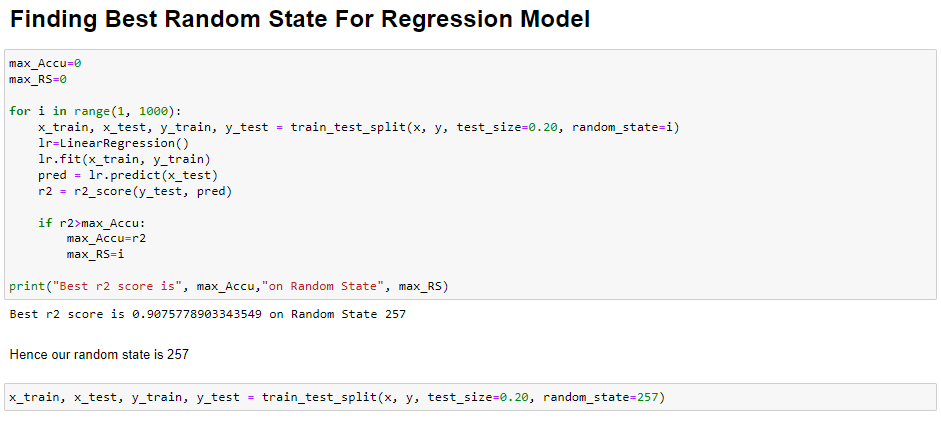 Finding Best Random State For Regression Model
max_Accu=0
max_RS=0
for i in range(1, 1000):
    x_train, x_test, y_train, y_test = train_test_split(x, y, test_size=0.20, random_state=i)
    lr=LinearRegression()
    lr.fit(x_train, y_train)
    pred = lr.predict(x_test)
    r2 = r2_score(y_test, pred)
    if r2>max_Accu:
        max_Accu=r2
        max_RS=i
print("Best r2 score is", max_Accu,"on Random State", max_RS)
Best r2 score is 0.9075778903343549 on Random State 257
Hence our random state is 257
x_train, x_test, y_train, y_test = train_test_split(x, y, test_size=0.20, random_state=257)